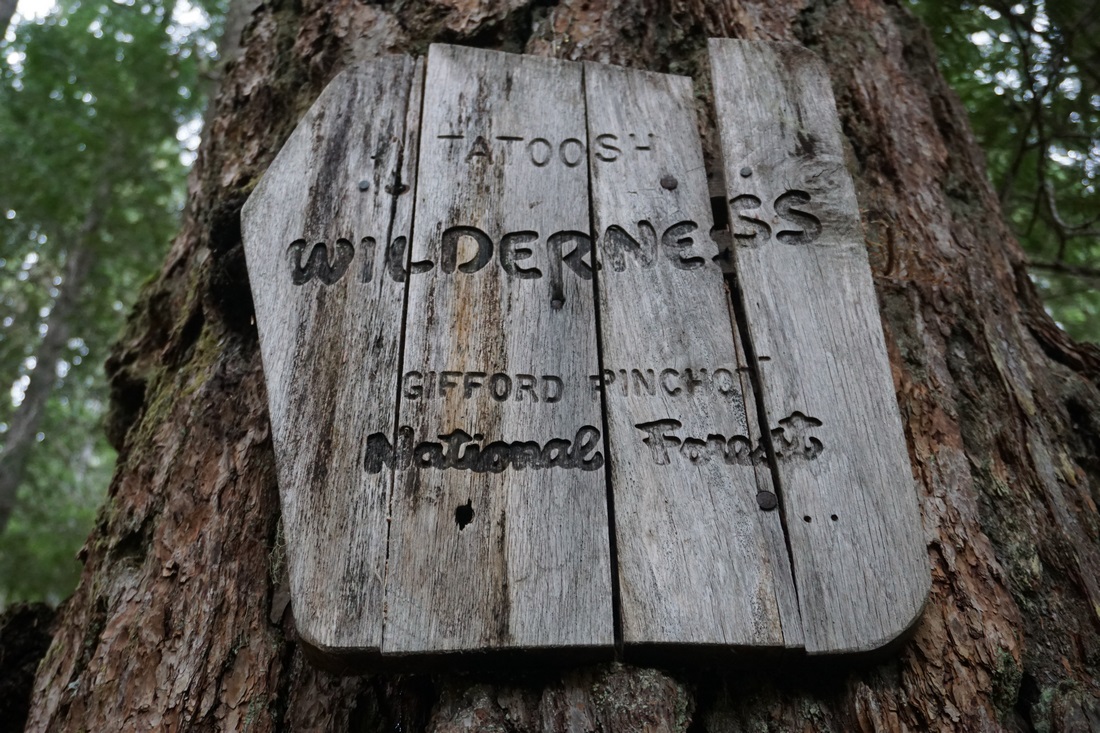 TATOOSH
WILDERNESS
GIFFORD PINCHOT
National Forest